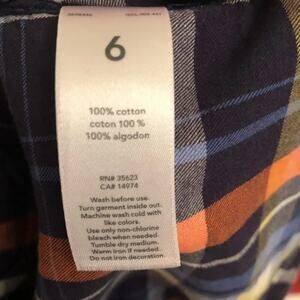 6
100% cotton
coton 100 %
100% algodon
RN# 35623
CA# 14974
Wash before use.
Turn garment inside out.
Machine wash cold with
like colors.
Use only non-chlorine
bleach when needed.
Tumble dry medium.
Warm iron if needed.
Do not iron decoration.